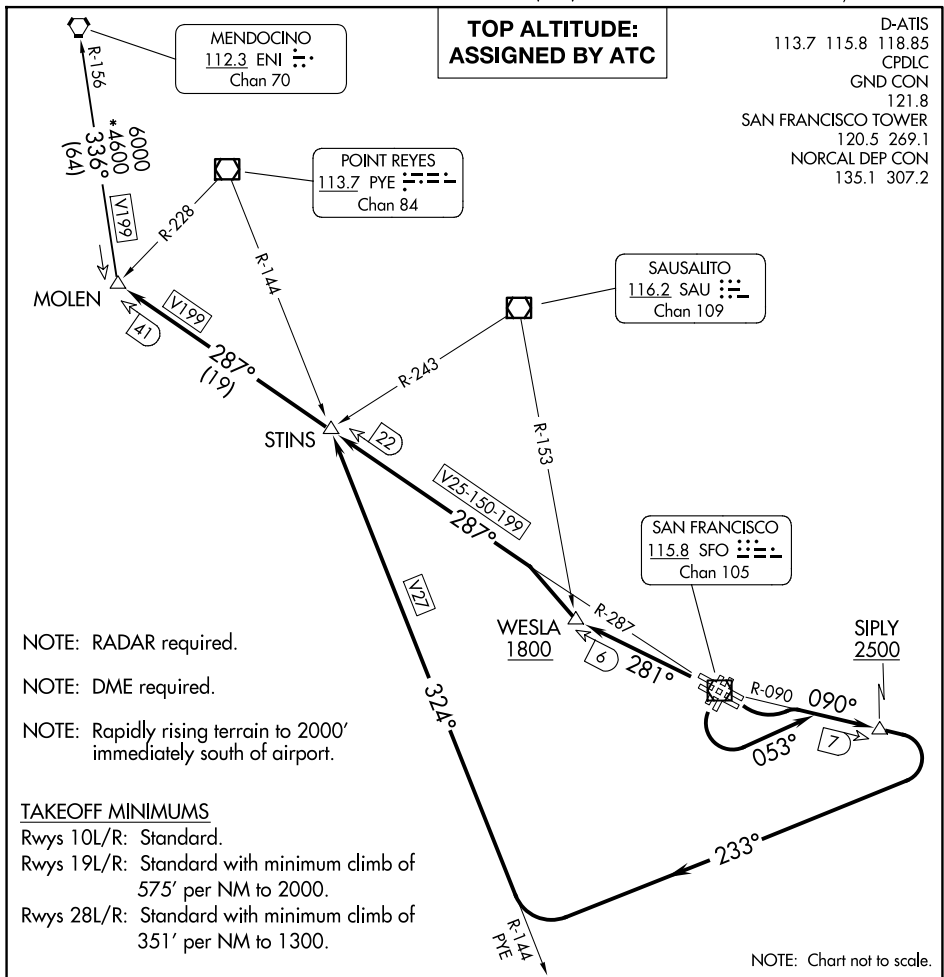 TOP ALTITUDE:
ASSIGNED BY ATC
D-ATIS
113.7 115.8 118.85
CPDLC
GND CON
121.8
SAN FRANCISCO TOWER
120.5 269.1
NORCAL DEP CON
135.1 307.2
MENDOCINO
112.3 ENI
Chan 70
R-156
6000
*4600
336°
(64)
V199
POINT REYES
113.7 PYE
Chan 84
R-228
R-144
MOLEN
41
V199
287°
(19)
SAUSALITO
116.2 SAU
Chan 109
R-243
R-153
STINS
22
V25-150-199
287°
SAN FRANCISCO
115.8 SFO
Chan 105
R-287
WESLA
1800
6
281°
SIPLY
2500
R-090
090°
053°
7
V27
324°
233°
R-144
PYE
NOTE: RADAR required.
NOTE: DME required.
NOTE: Rapidly rising terrain to 2000'
immediately south of airport.
TAKEOFF MINIMUMS
Rwys 10L/R: Standard.
Rwys 19L/R: Standard with minimum climb of
575' per NM to 2000.
Rwys 28L/R: Standard with minimum climb of
351' per NM to 1300.
NOTE: Chart not to scale.